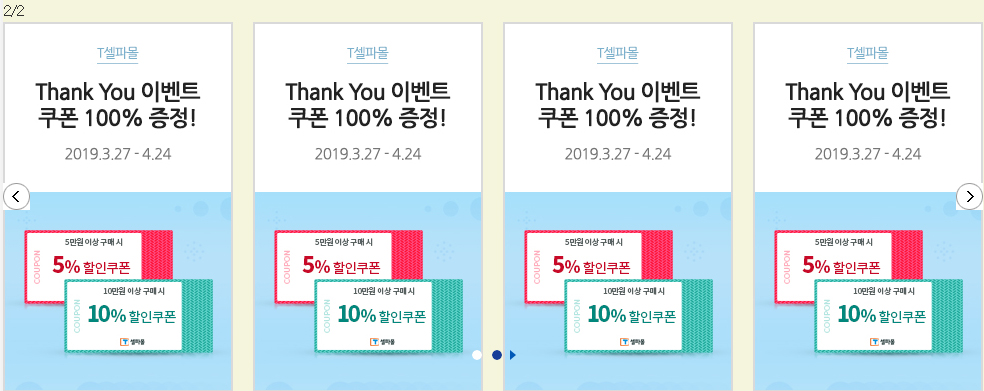 2/2
T셀파몰
Thank You 이벤트
쿠폰 100% 증정!
2019.3.27 - 4.24
COUPON
5만원 이상 구매 시
5% 할인쿠폰
COUPON
10만원 이상 구매 시
10% 할인쿠폰
T 셀파몰
T셀파몰
Thank You 이벤트
쿠폰 100% 증정!
2019.3.27 - 4.24
COUPON
5만원 이상 구매 시
5% 할인쿠폰
COUPON
10만원 이상 구매 시
10% 할인쿠폰
T 셀파몰
T셀파몰
Thank You 이벤트
쿠폰 100% 증정!
2019.3.27 - 4.24
COUPON
5만원 이상 구매 시
5% 할인쿠폰
COUPON
10만원 이상 구매 시
10% 할인쿠폰
T 셀파몰
T셀파몰
Thank You 이벤트
쿠폰 100% 증정!
2019.3.27 - 4.24
COUPON
5만원 이상 구매 시
5% 할인쿠폰
COUPON
10만원 이상 구매 시
10% 할인쿠폰
T 셀파몰